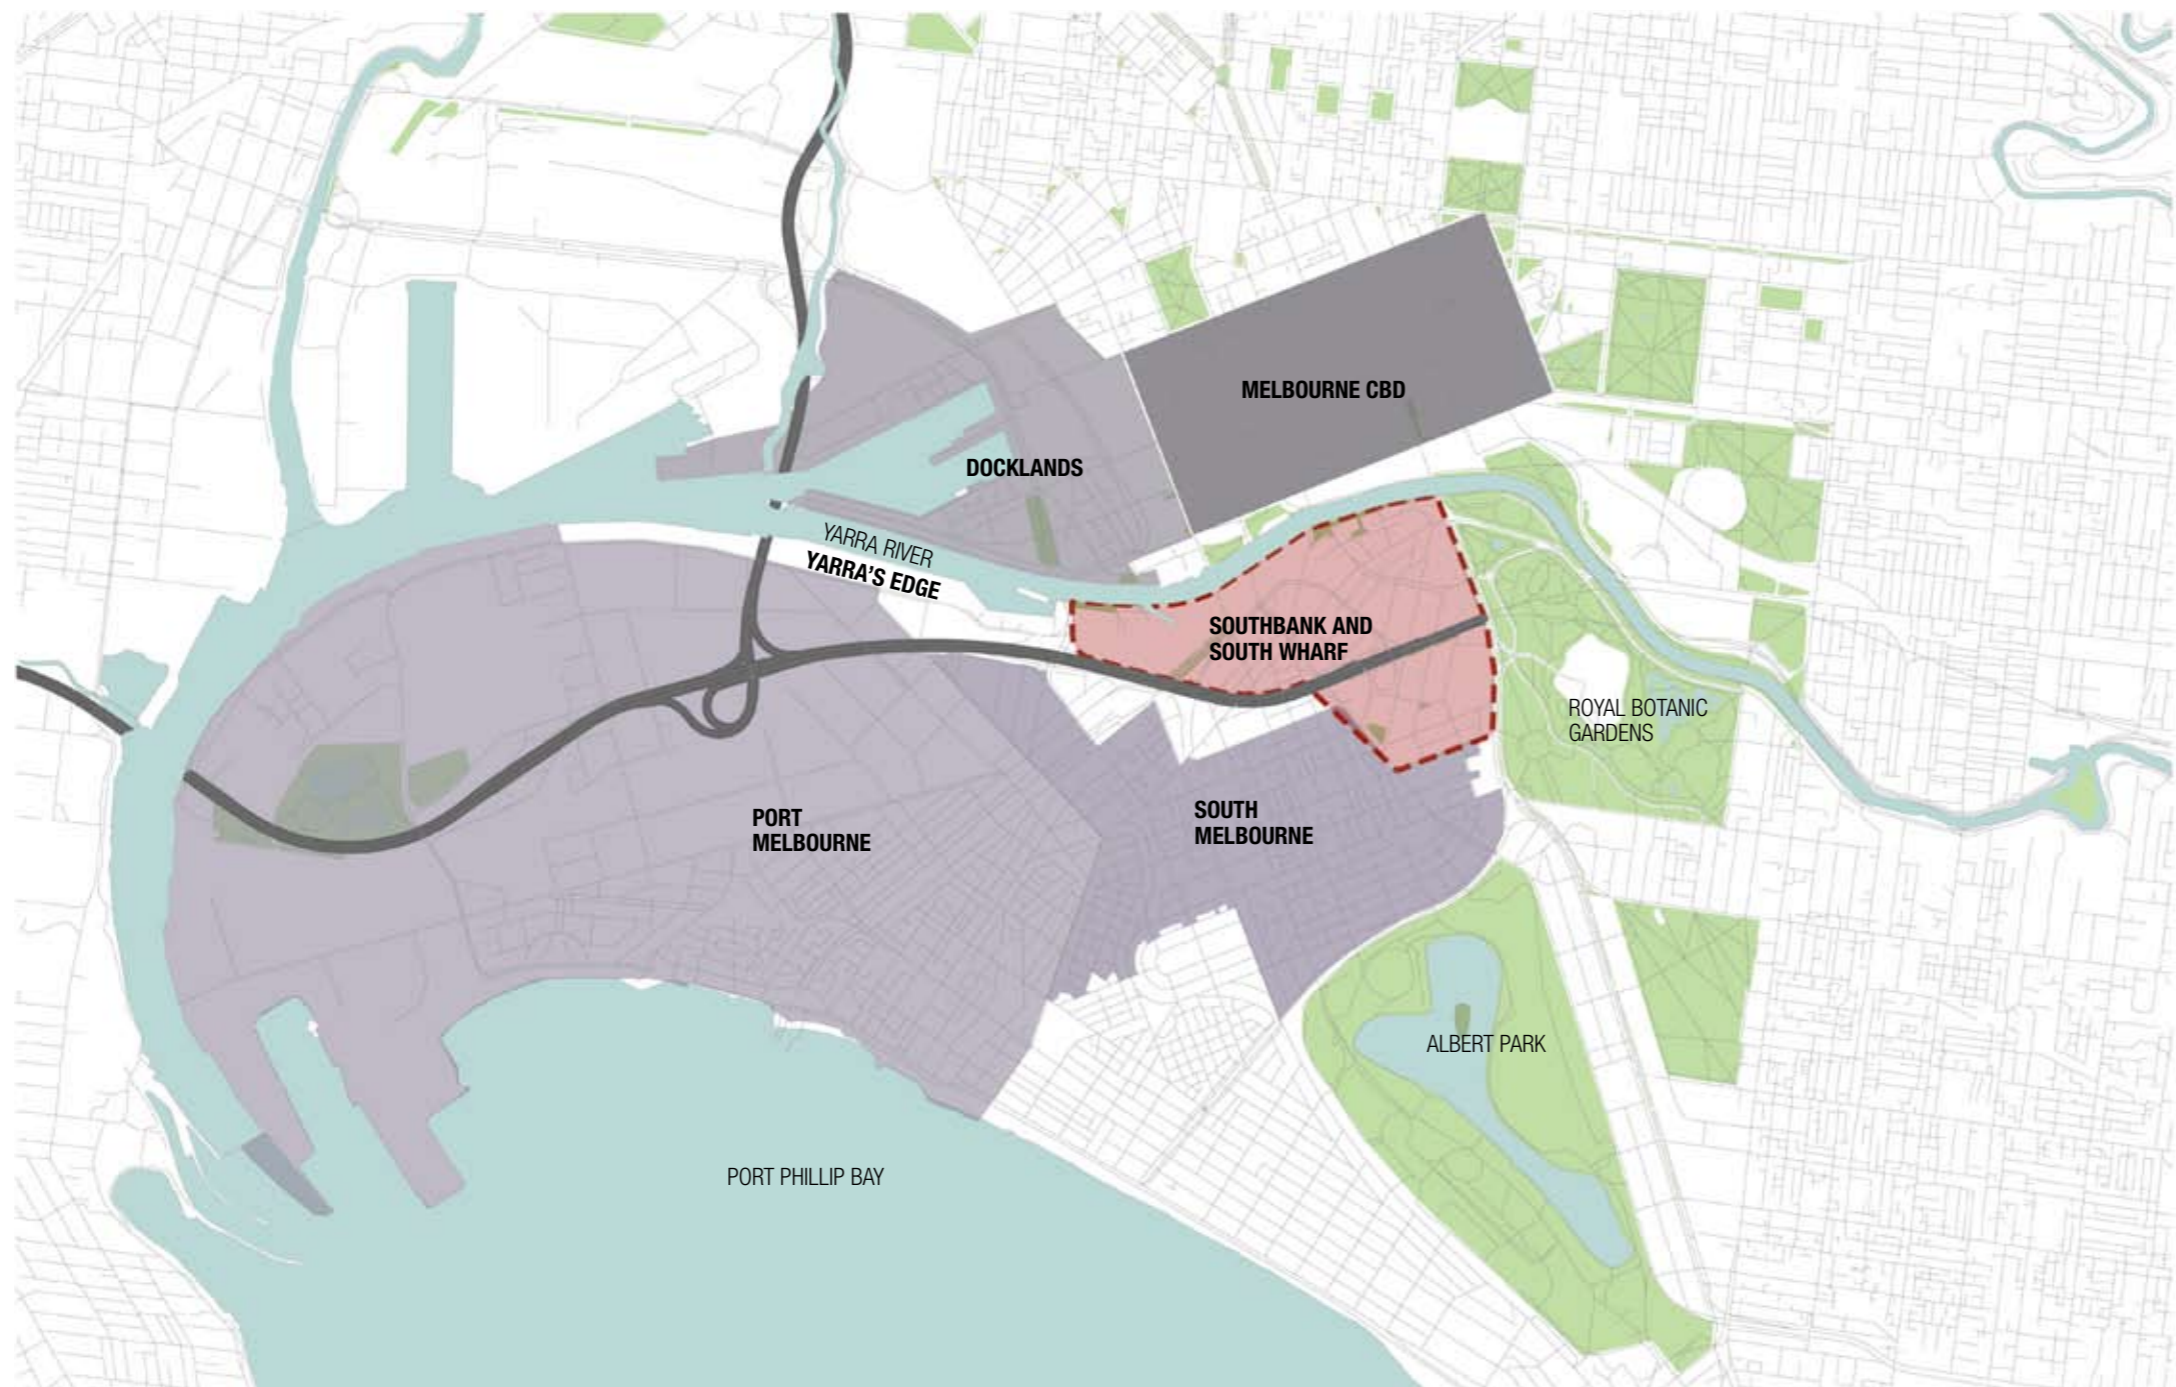 MELBOURNE CBD
DOCKLANDS
YARRA RIVER
YARRA'S EDGE
SOUTHBANK AND
SOUTH WHARF
ROYAL BOTANIC
GARDENS
PORT
MELBOURNE
SOUTH
MELBOURNE
ALBERT PARK
PORT PHILLIP BAY